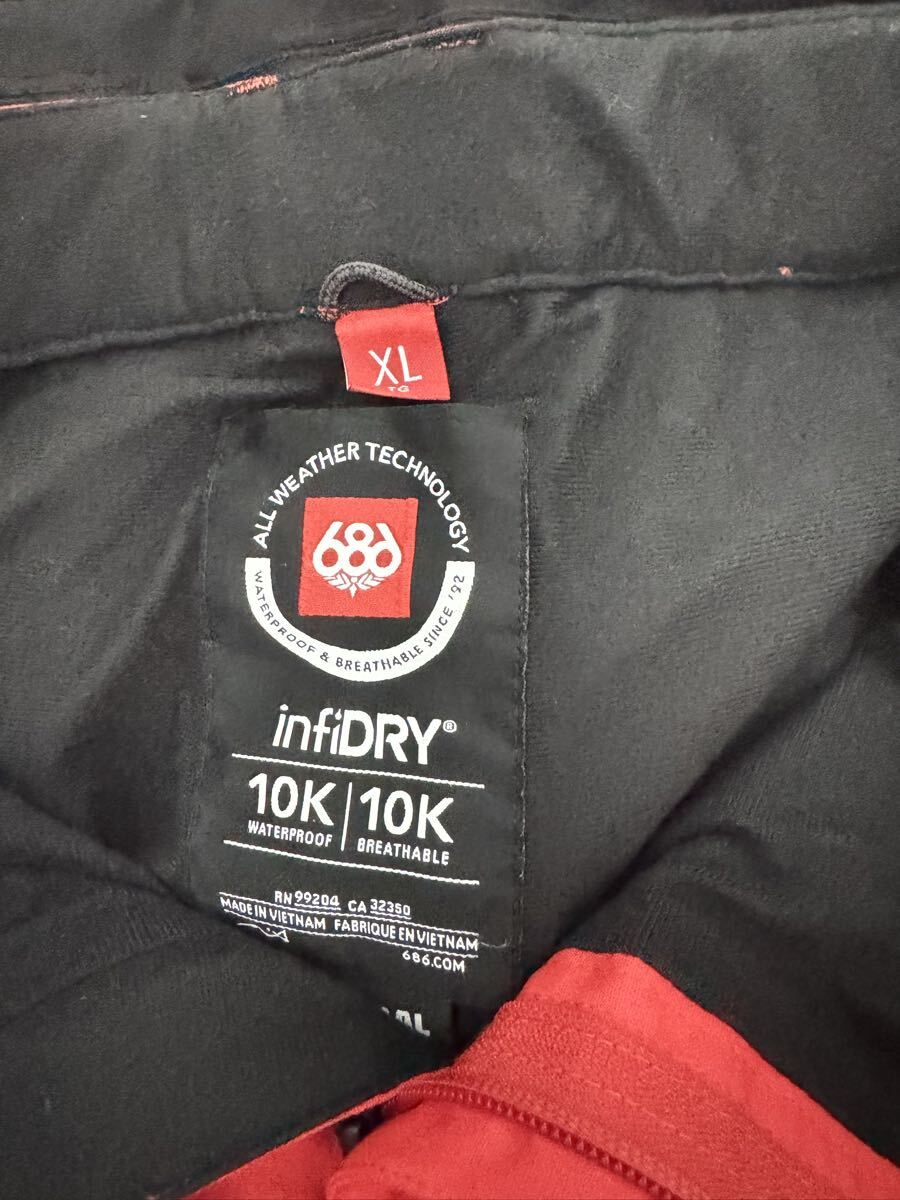 XL
TG
ALL WEATHER TECHNOLOGY
686
WATERPROOF & BREATHABLE SINCE '92
infiDRY®
10K | 10K
WATERPROOF BREATHABLE
RN 99204 CA 32350
MADE IN VIETNAM FABRIQUE EN VIETNAM
686.COM